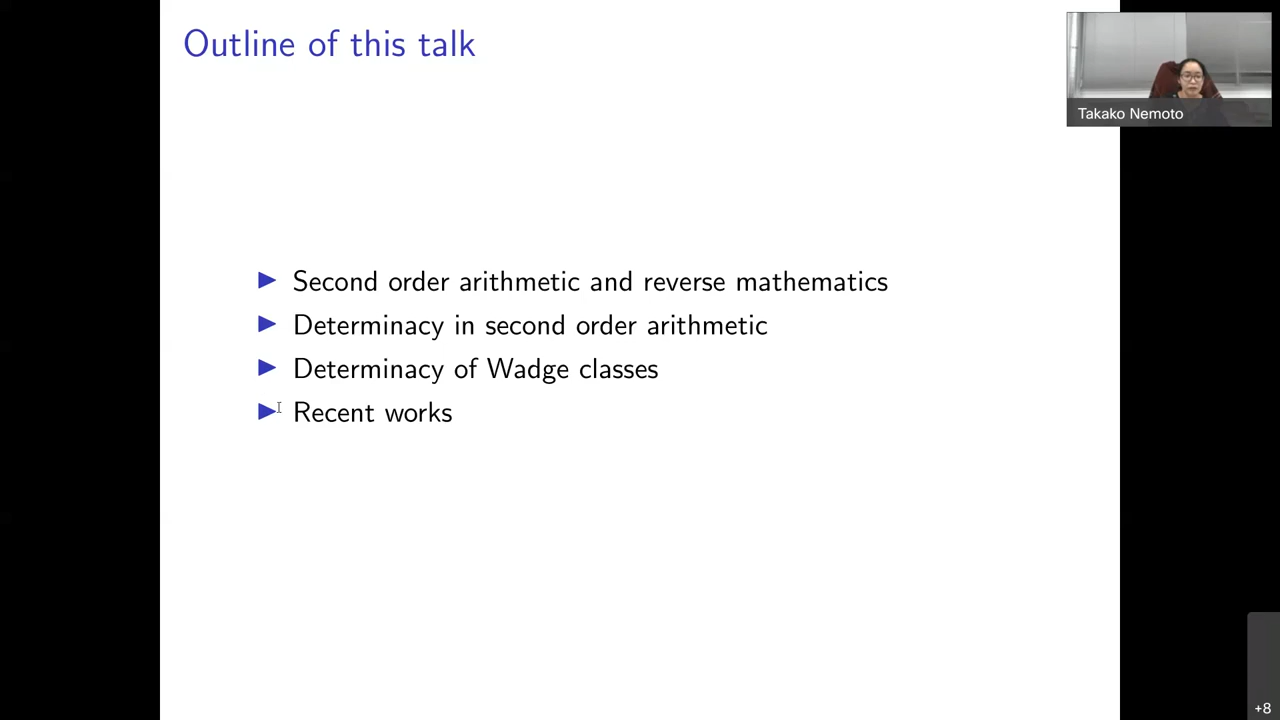 Outline of this talk
Takako Nemoto
Second order arithmetic and reverse mathematics
Determinacy in second order arithmetic
Determinacy of Wadge classes
Recent works
+8